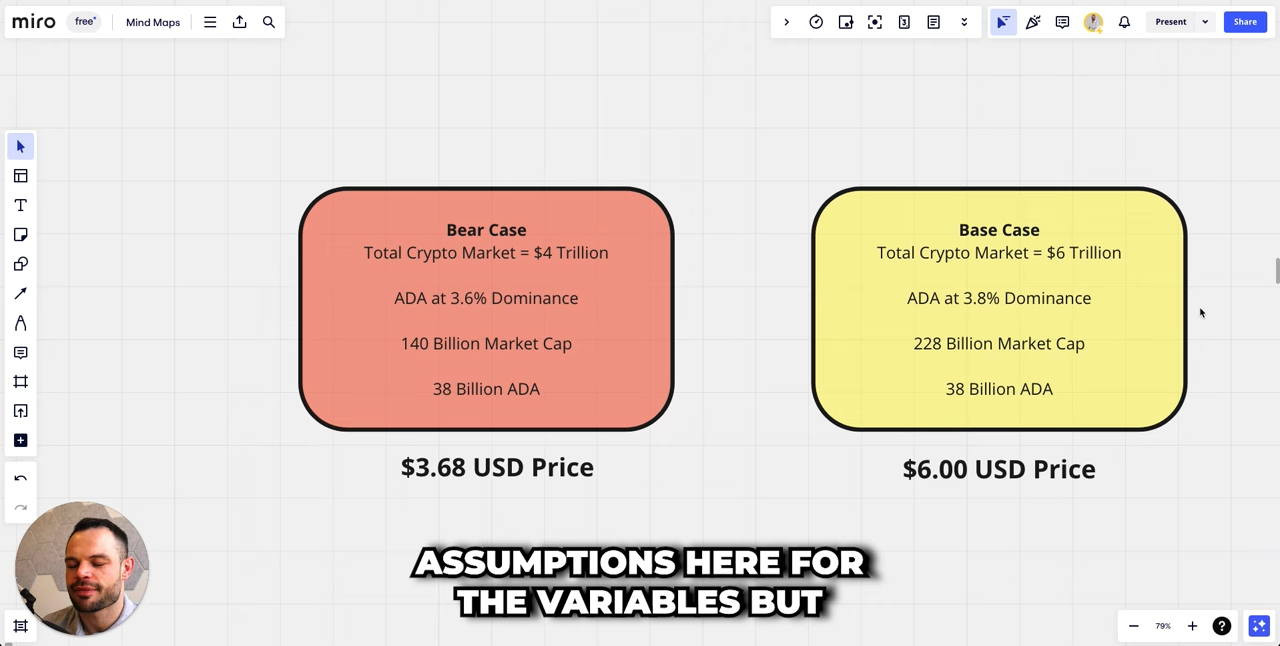 miro free Mind Maps
3
Present
Share
Bear Case
Total Crypto Market = $4 Trillion
ADA at 3.6% Dominance
140 Billion Market Cap
38 Billion ADA
$3.68 USD Price
Base Case
Total Crypto Market = $6 Trillion
ADA at 3.8% Dominance
228 Billion Market Cap
38 Billion ADA
$6.00 USD Price
ASSUMPTIONS HERE FOR
THE VARIABLES BUT
79%
?